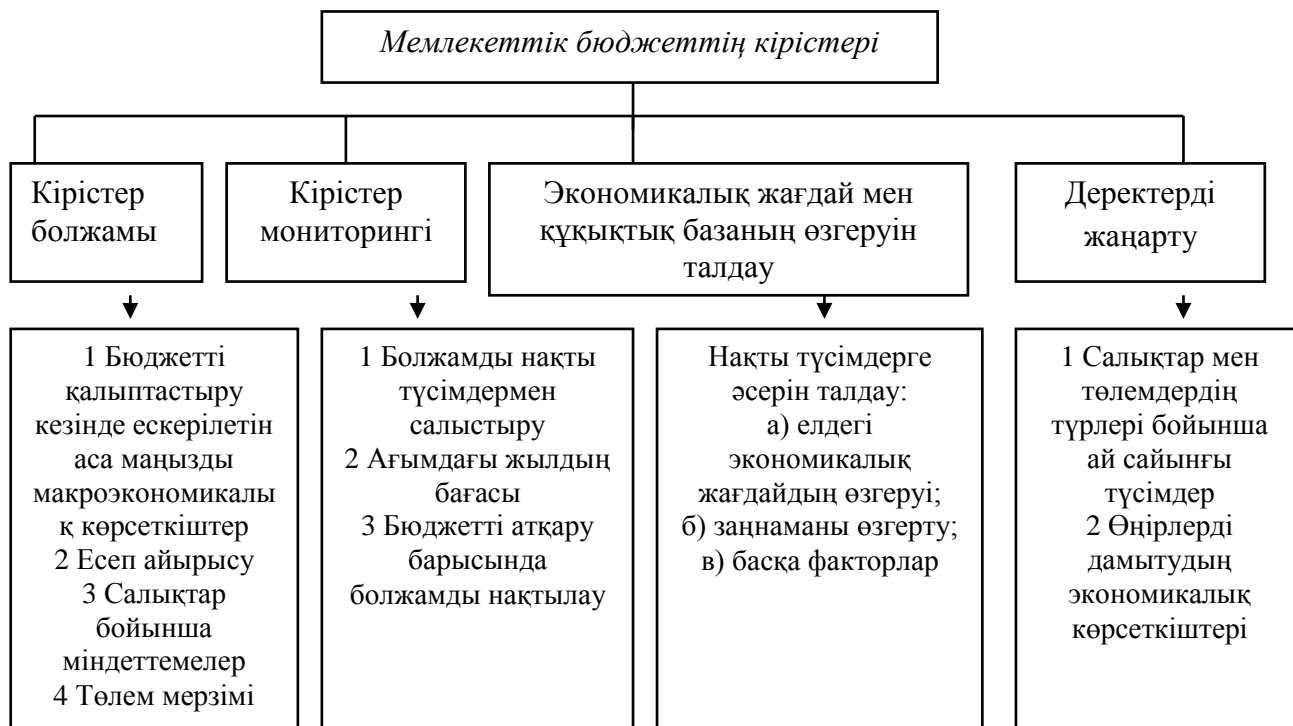 Мемлекеттік бюджеттің кірістері
Кірістер
болжамы
Кірістер
мониторингі
Экономикалық жағдай мен
құқықтық базаның өзгеруін
талдау
Деректерді
жаңарту
1 Бюджетті
қалыптастыру
кезінде ескерілетін
аса маңызды
макроэкономикалы
қ көрсеткіштер
2 Есеп айырысу
3 Салықтар
бойынша
міндеттемелер
4 Төлем мерзімі
1 Болжамды нақты
түсімдермен
салыстыру
2 Ағымдағы жылдың
бағасы
3 Бюджетті атқару
барысында
болжамды нақтылау
Нақты түсімдерге
әсерін талдау:
а) елдегі
экономикалық
жағдайдың өзгеруі;
б) заңнаманы өзгерту;
в) басқа факторлар
1 Салықтар мен
төлемдердің
түрлері бойынша
ай сайынғы
түсімдер
2 Өңірлерді
дамытудың
экономикалық
көрсеткіштері